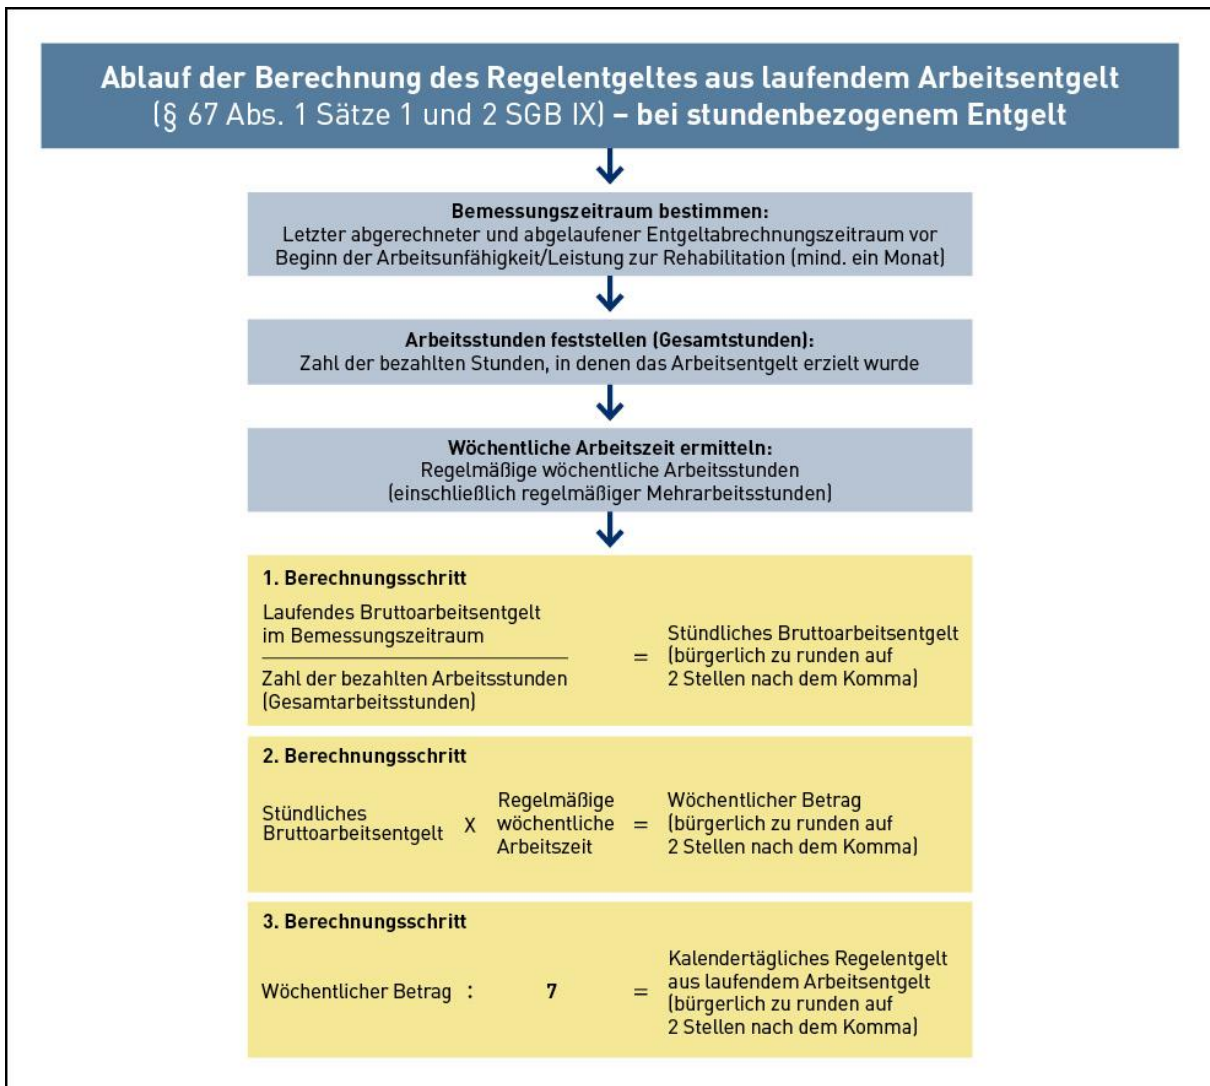 Ablauf der Berechnung des Regelentgeltes aus laufendem Arbeitsentgelt
(§ 67 Abs. 1 Sätze 1 und 2 SGB IX) – bei stundenbezogenem Entgelt
Bemessungszeitraum bestimmen:
Letzter abgerechneter und abgelaufener Entgeltabrechnungszeitraum vor
Beginn der Arbeitsunfähigkeit/Leistung zur Rehabilitation (mind. ein Monat)
Arbeitsstunden feststellen (Gesamtstunden):
Zahl der bezahlten Stunden, in denen das Arbeitsentgelt erzielt wurde
Wöchentliche Arbeitszeit ermitteln:
Regelmäßige wöchentliche Arbeitsstunden
(einschließlich regelmäßiger Mehrarbeitsstunden)
1. Berechnungsschritt
Laufendes Bruttoarbeitsentgelt
im Bemessungszeitraum
Zahl der bezahlten Arbeitsstunden
(Gesamtarbeitsstunden)
=
Stündliches Bruttoarbeitsentgelt
(bürgerlich zu runden auf
2 Stellen nach dem Komma)
2. Berechnungsschritt
Stündliches
Bruttoarbeitsentgelt
X
Regelmäßige
wöchentliche
Arbeitszeit
=
Wöchentlicher Betrag
(bürgerlich zu runden auf
2 Stellen nach dem Komma)
3. Berechnungsschritt
Wöchentlicher Betrag
:
7
=
Kalendertägliches Regelentgelt
aus laufendem Arbeitsentgelt
(bürgerlich zu runden auf
2 Stellen nach dem Komma)